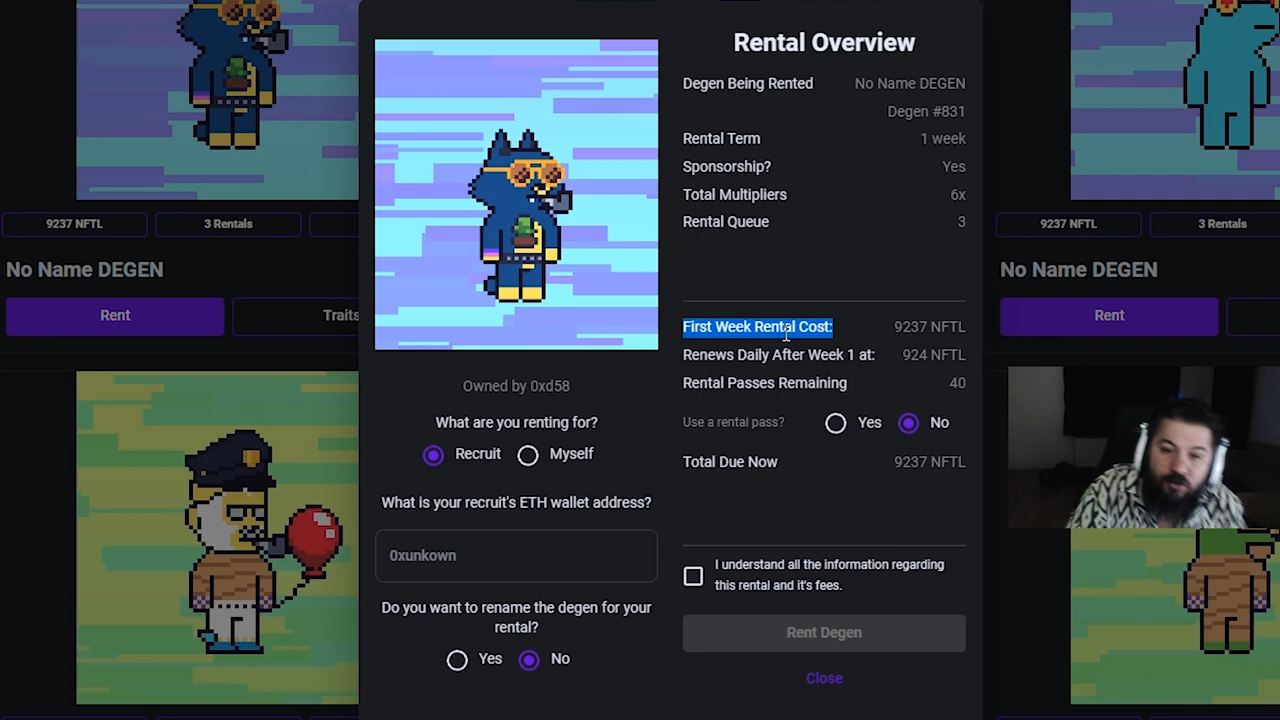 Rental Overview
Degen Being Rented No Name DEGEN
Degen #831
Rental Term 1 week
Sponsorship? Yes
Total Multipliers 6x
Rental Queue 3
First Week Rental Cost: 9237 NFTL
Renews Daily After Week 1 at: 924 NFTL
Rental Passes Remaining 40
Use a rental pass? Yes No
Total Due Now 9237 NFTL
I understand all the information regarding
this rental and it's fees.
Rent Degen
Close
Owned by 0xd58
What are you renting for?
Recruit Myself
What is your recruit's ETH wallet address?
0xunkown
Do you want to rename the degen for your
rental?
Yes No
9237 NFTL 3 Rentals
No Name DEGEN
Rent Traits
9237 NFTL 3 Rentals
No Name DEGEN
Rent